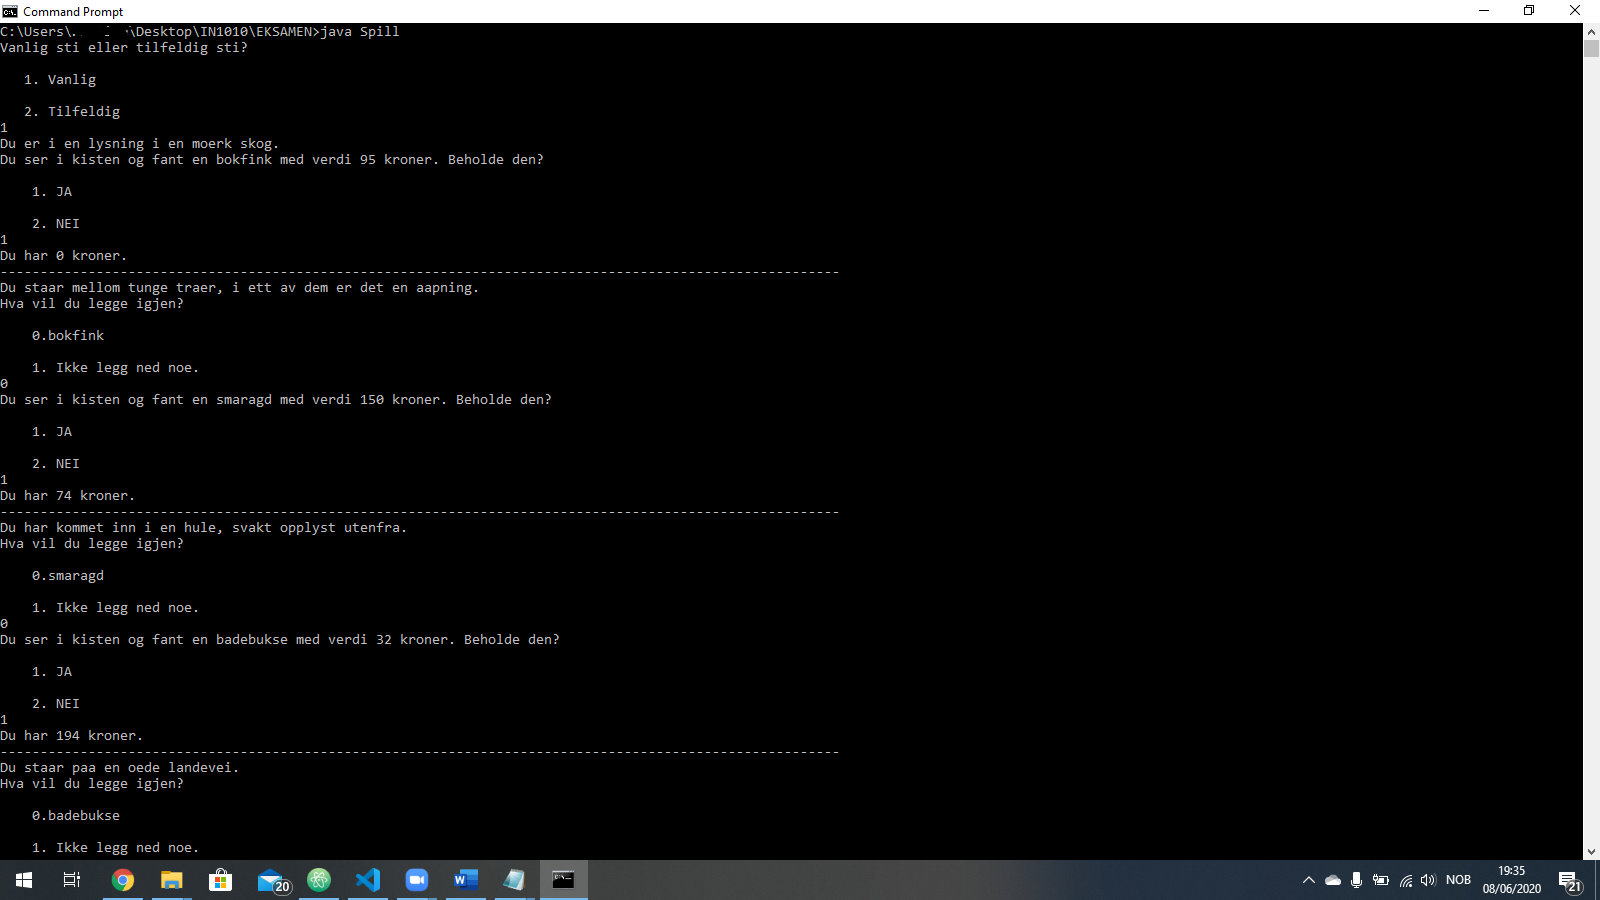 Command Prompt
C:\Users\. \Desktop\IN1010\EKSAMEN>java Spill
Vanlig sti eller tilfeldig sti?
1. Vanlig
2. Tilfeldig
1
Du er i en lysning i en moerk skog.
Du ser i kisten og fant en bokfink med verdi 95 kroner. Beholde den?
1. JA
2. NEI
1
Du har 0 kroner.
---------------------------------------------------------------------------------------------------------
Du staar mellom tunge traer, i ett av dem er det en aapning.
Hva vil du legge igjen?
0.bokfink
1. Ikke legg ned noe.
0
Du ser i kisten og fant en smaragd med verdi 150 kroner. Beholde den?
1. JA
2. NEI
1
Du har 74 kroner.
---------------------------------------------------------------------------------------------------------
Du har kommet inn i en hule, svakt opplyst utenfra.
Hva vil du legge igjen?
0.smaragd
1. Ikke legg ned noe.
0
Du ser i kisten og fant en badebukse med verdi 32 kroner. Beholde den?
1. JA
2. NEI
1
Du har 194 kroner.
---------------------------------------------------------------------------------------------------------
Du staar paa en oede landevei.
Hva vil du legge igjen?
0.badebukse
1. Ikke legg ned noe.
20
NOB
19:35
08/06/2020
21